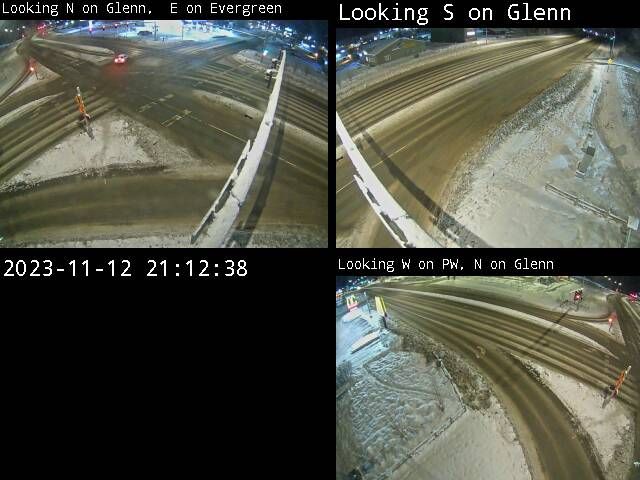 Looking N on Glenn,  E on Evergreen
Looking S on Glenn
2023-11-12 21:12:38
Looking W on PW, N on Glenn